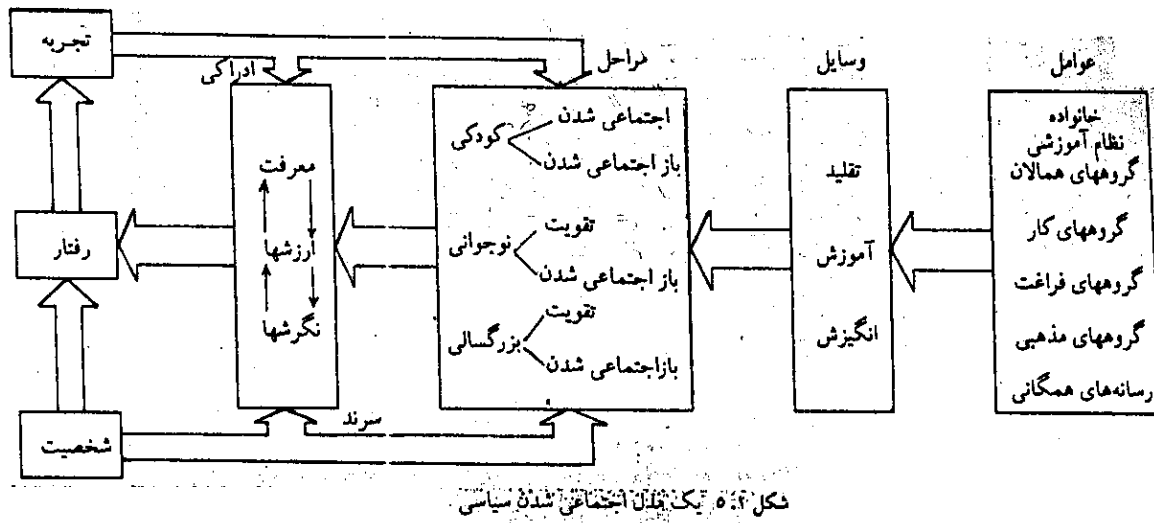 عوامل
خانواده
نظام آموزشی
گروههای همالان
گروههای کار
گروههای فراغت
گروههای مذهبی
رسانه‌های همگانی
وسایل
تقلید
آموزش
انگیزش
مراحل
کودکی
اجتماعی شدن
باز اجتماعی شدن
نوجوانی
تقویت
باز اجتماعی شدن
بزرگسالی
تقویت
بازاجتماعی شدن
ادراکی
معرفت
ارزشها
نگرشها
سرند
تجربه
رفتار
شخصیت
شکل ۵.۲ یک مدل اجتماعی شدن سیاسی